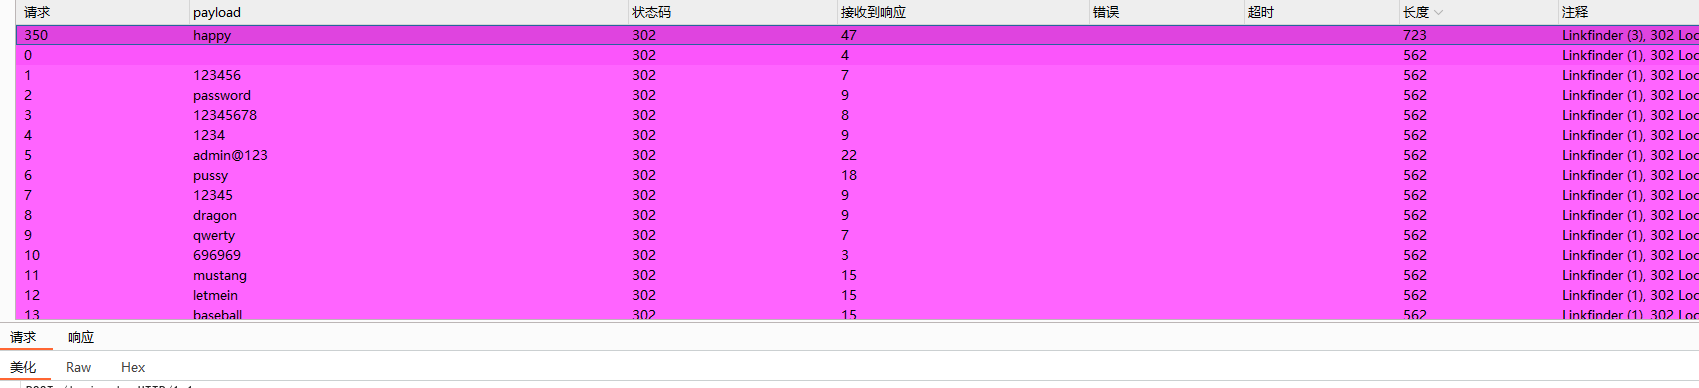 请求 payload 状态码 接收到响应 错误 超时 长度 注释
350 happy 302 47 723 Linkfinder (3), 302 Loc
0 302 4 562 Linkfinder (1), 302 Loc
1 123456 302 7 562 Linkfinder (1), 302 Loc
2 password 302 9 562 Linkfinder (1), 302 Loc
3 12345678 302 8 562 Linkfinder (1), 302 Loc
4 1234 302 9 562 Linkfinder (1), 302 Loc
5 admin@123 302 22 562 Linkfinder (1), 302 Loc
6 pussy 302 18 562 Linkfinder (1), 302 Loc
7 12345 302 9 562 Linkfinder (1), 302 Loc
8 dragon 302 9 562 Linkfinder (1), 302 Loc
9 qwerty 302 7 562 Linkfinder (1), 302 Loc
10 696969 302 3 562 Linkfinder (1), 302 Loc
11 mustang 302 15 562 Linkfinder (1), 302 Loc
12 letmein 302 15 562 Linkfinder (1), 302 Loc
13 baseball 302 15 562 Linkfinder (1), 302 Loc
请求 响应
美化 Raw Hex